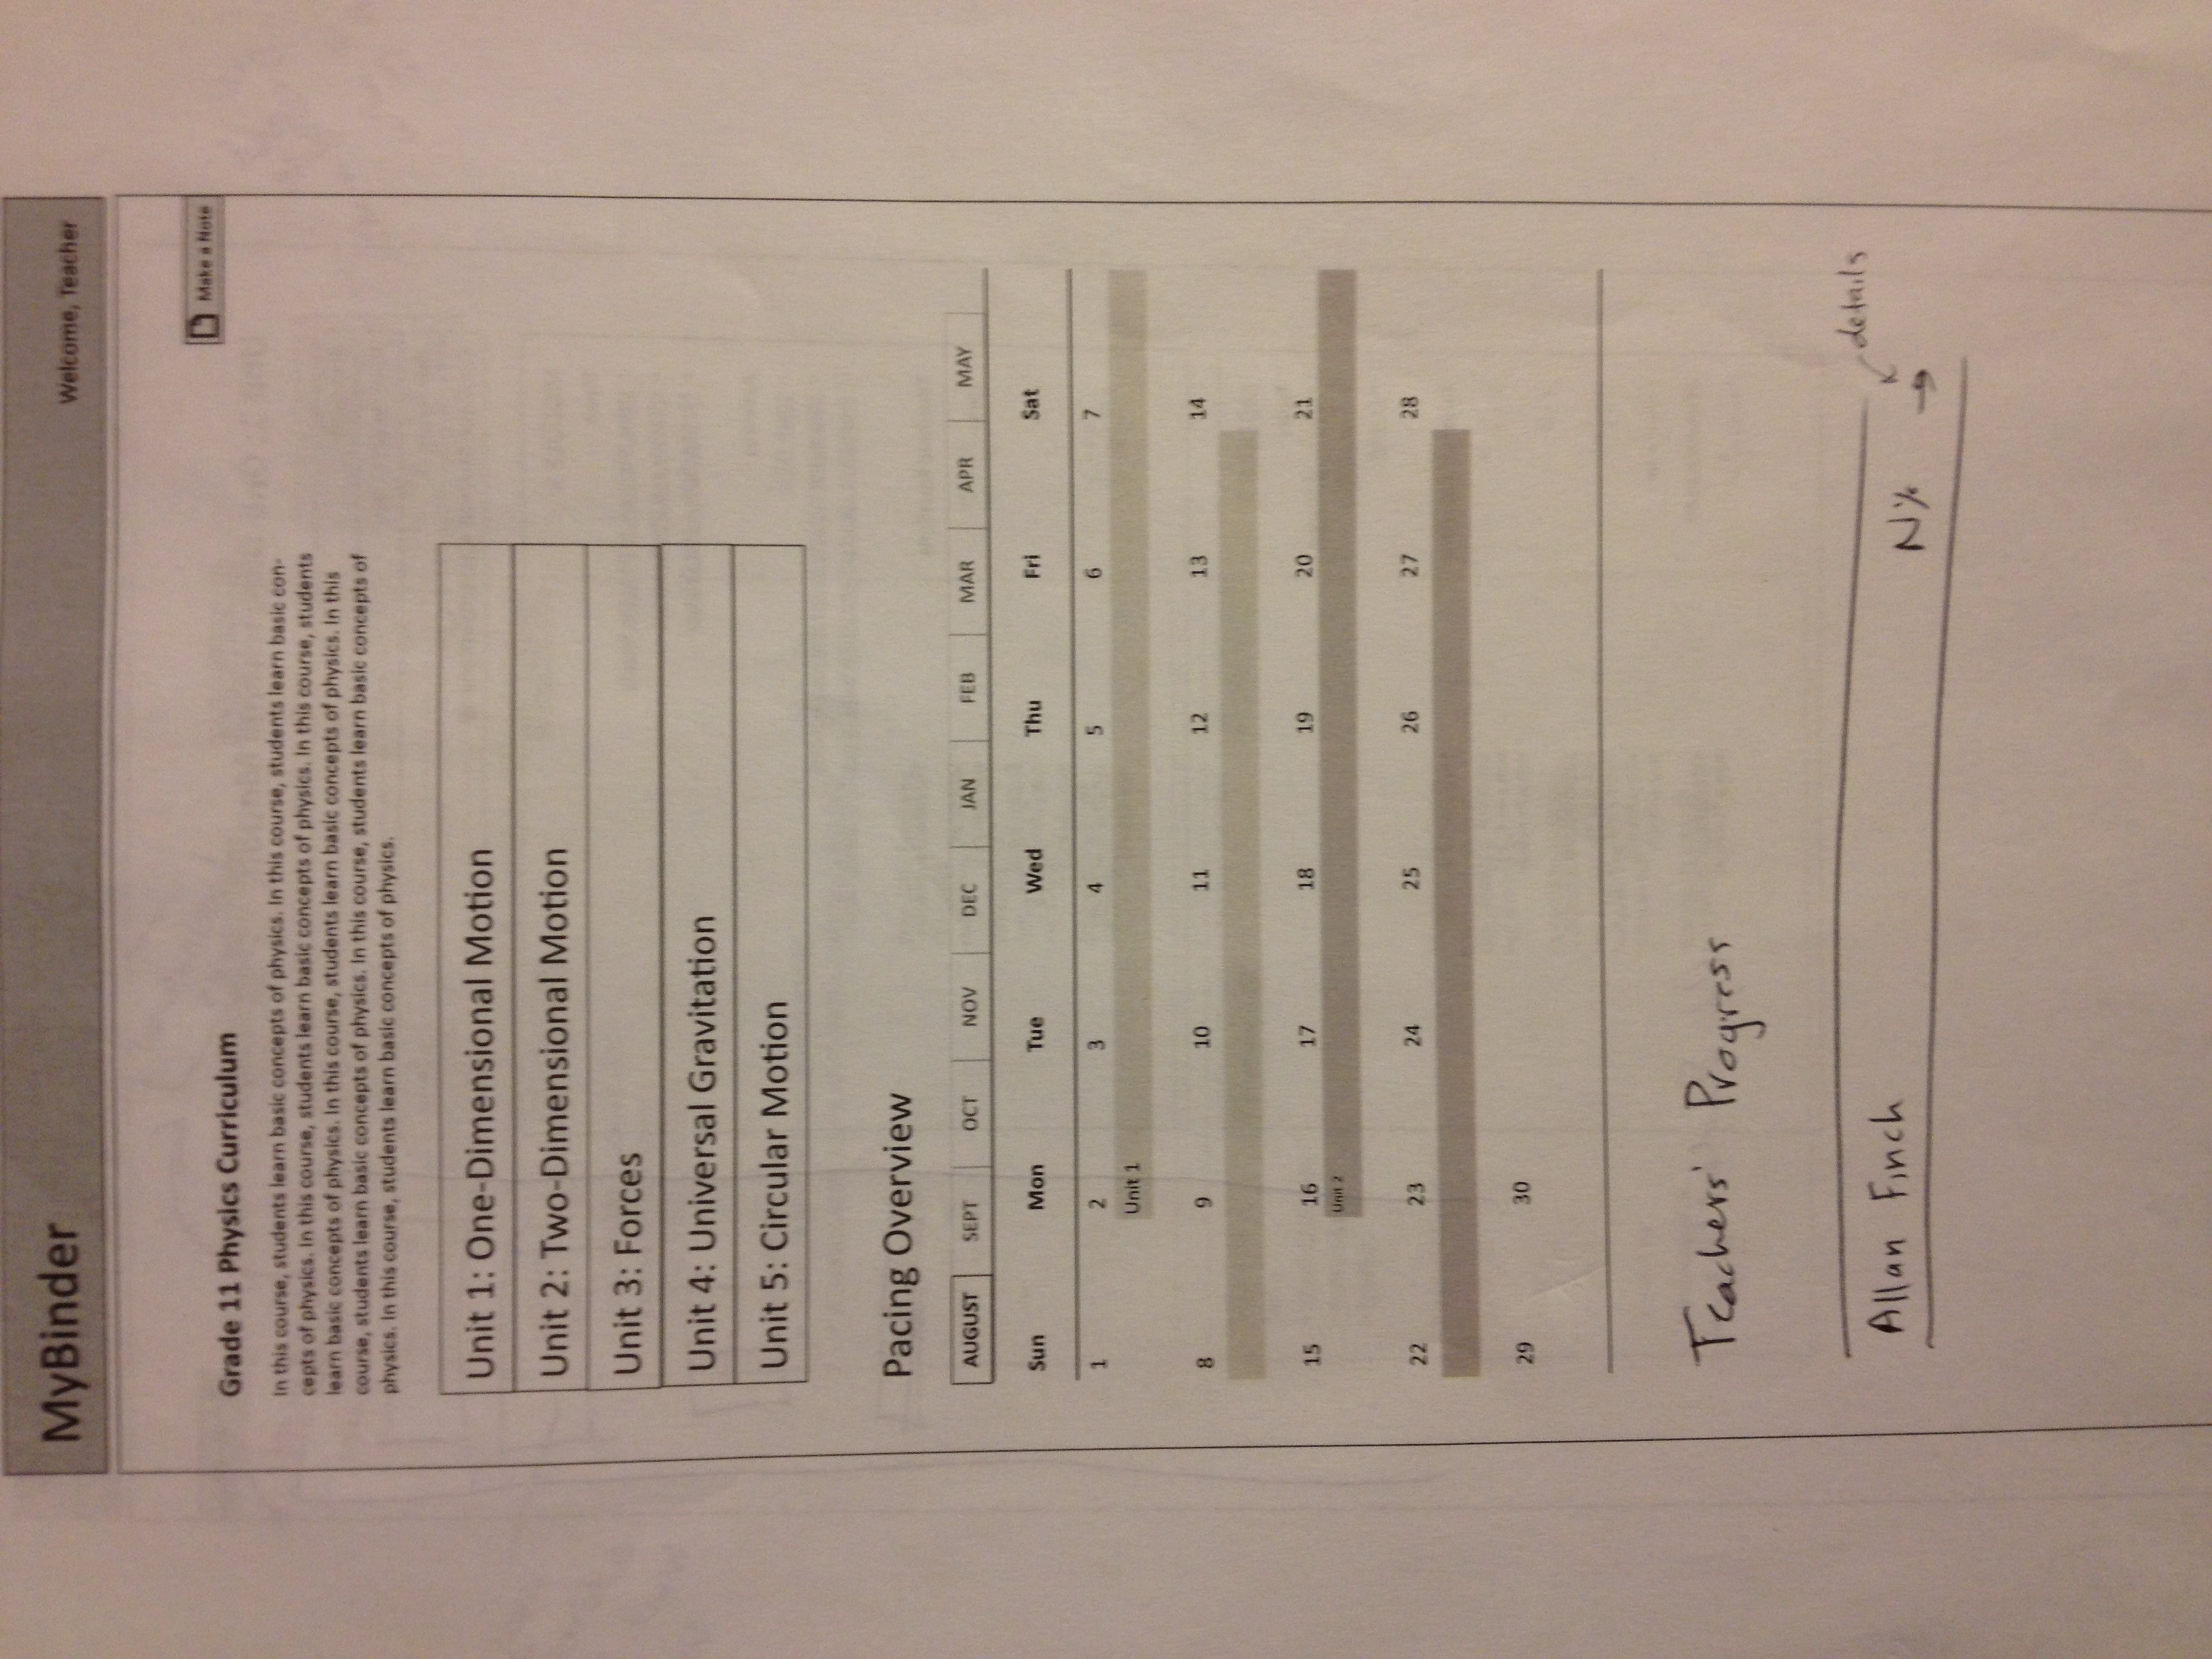 MyBinder
Welcome, Teacher
Make a Note
Grade 11 Physics Curriculum
In this course, students learn basic concepts of physics. In this course, students learn basic con-
cepts of physics. In this course, students learn basic concepts of physics. In this course, students
learn basic concepts of physics. In this course, students learn basic concepts of physics. In this
course, students learn basic concepts of physics. In this course, students learn basic concepts of
physics. In this course, students learn basic concepts of physics.
Unit 1: One-Dimensional Motion
Unit 2: Two-Dimensional Motion
Unit 3: Forces
Unit 4: Universal Gravitation
Unit 5: Circular Motion
Pacing Overview
AUGUST SEPT OCT NOV DEC JAN FEB MAR APR MAY
Sun Mon Tue Wed Thu Fri Sat
1 2 3 4 5 6 7
Unit 1
8 9 10 11 12 13 14
15 16 17 18 19 20 21
Unit 2
22 23 24 25 26 27 28
29 30
Teachers' Progress
details
Allan Finch N% →